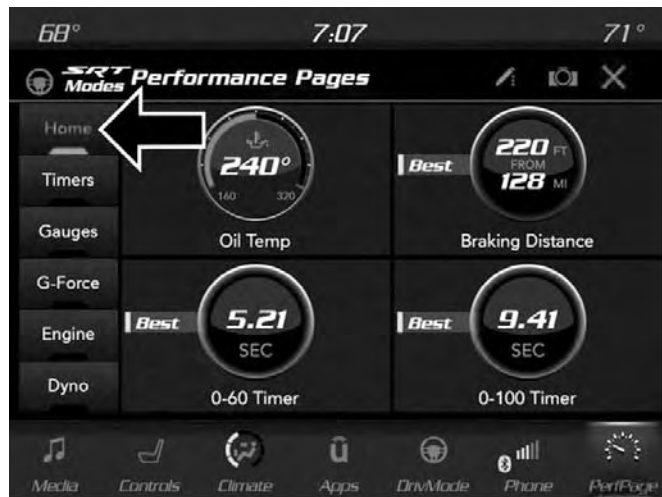 68° 7:07 71°
SRT Modes Performance Pages
Home
Timers
Gauges
G-Force
Engine
Dyno
240°
160 320
Oil Temp
Best
220 FT
FROM
128 MI
Braking Distance
Best
5.21
SEC
0-60 Timer
Best
9.41
SEC
0-100 Timer
Media Controls Climate Apps DrvMode Phone PerfPage